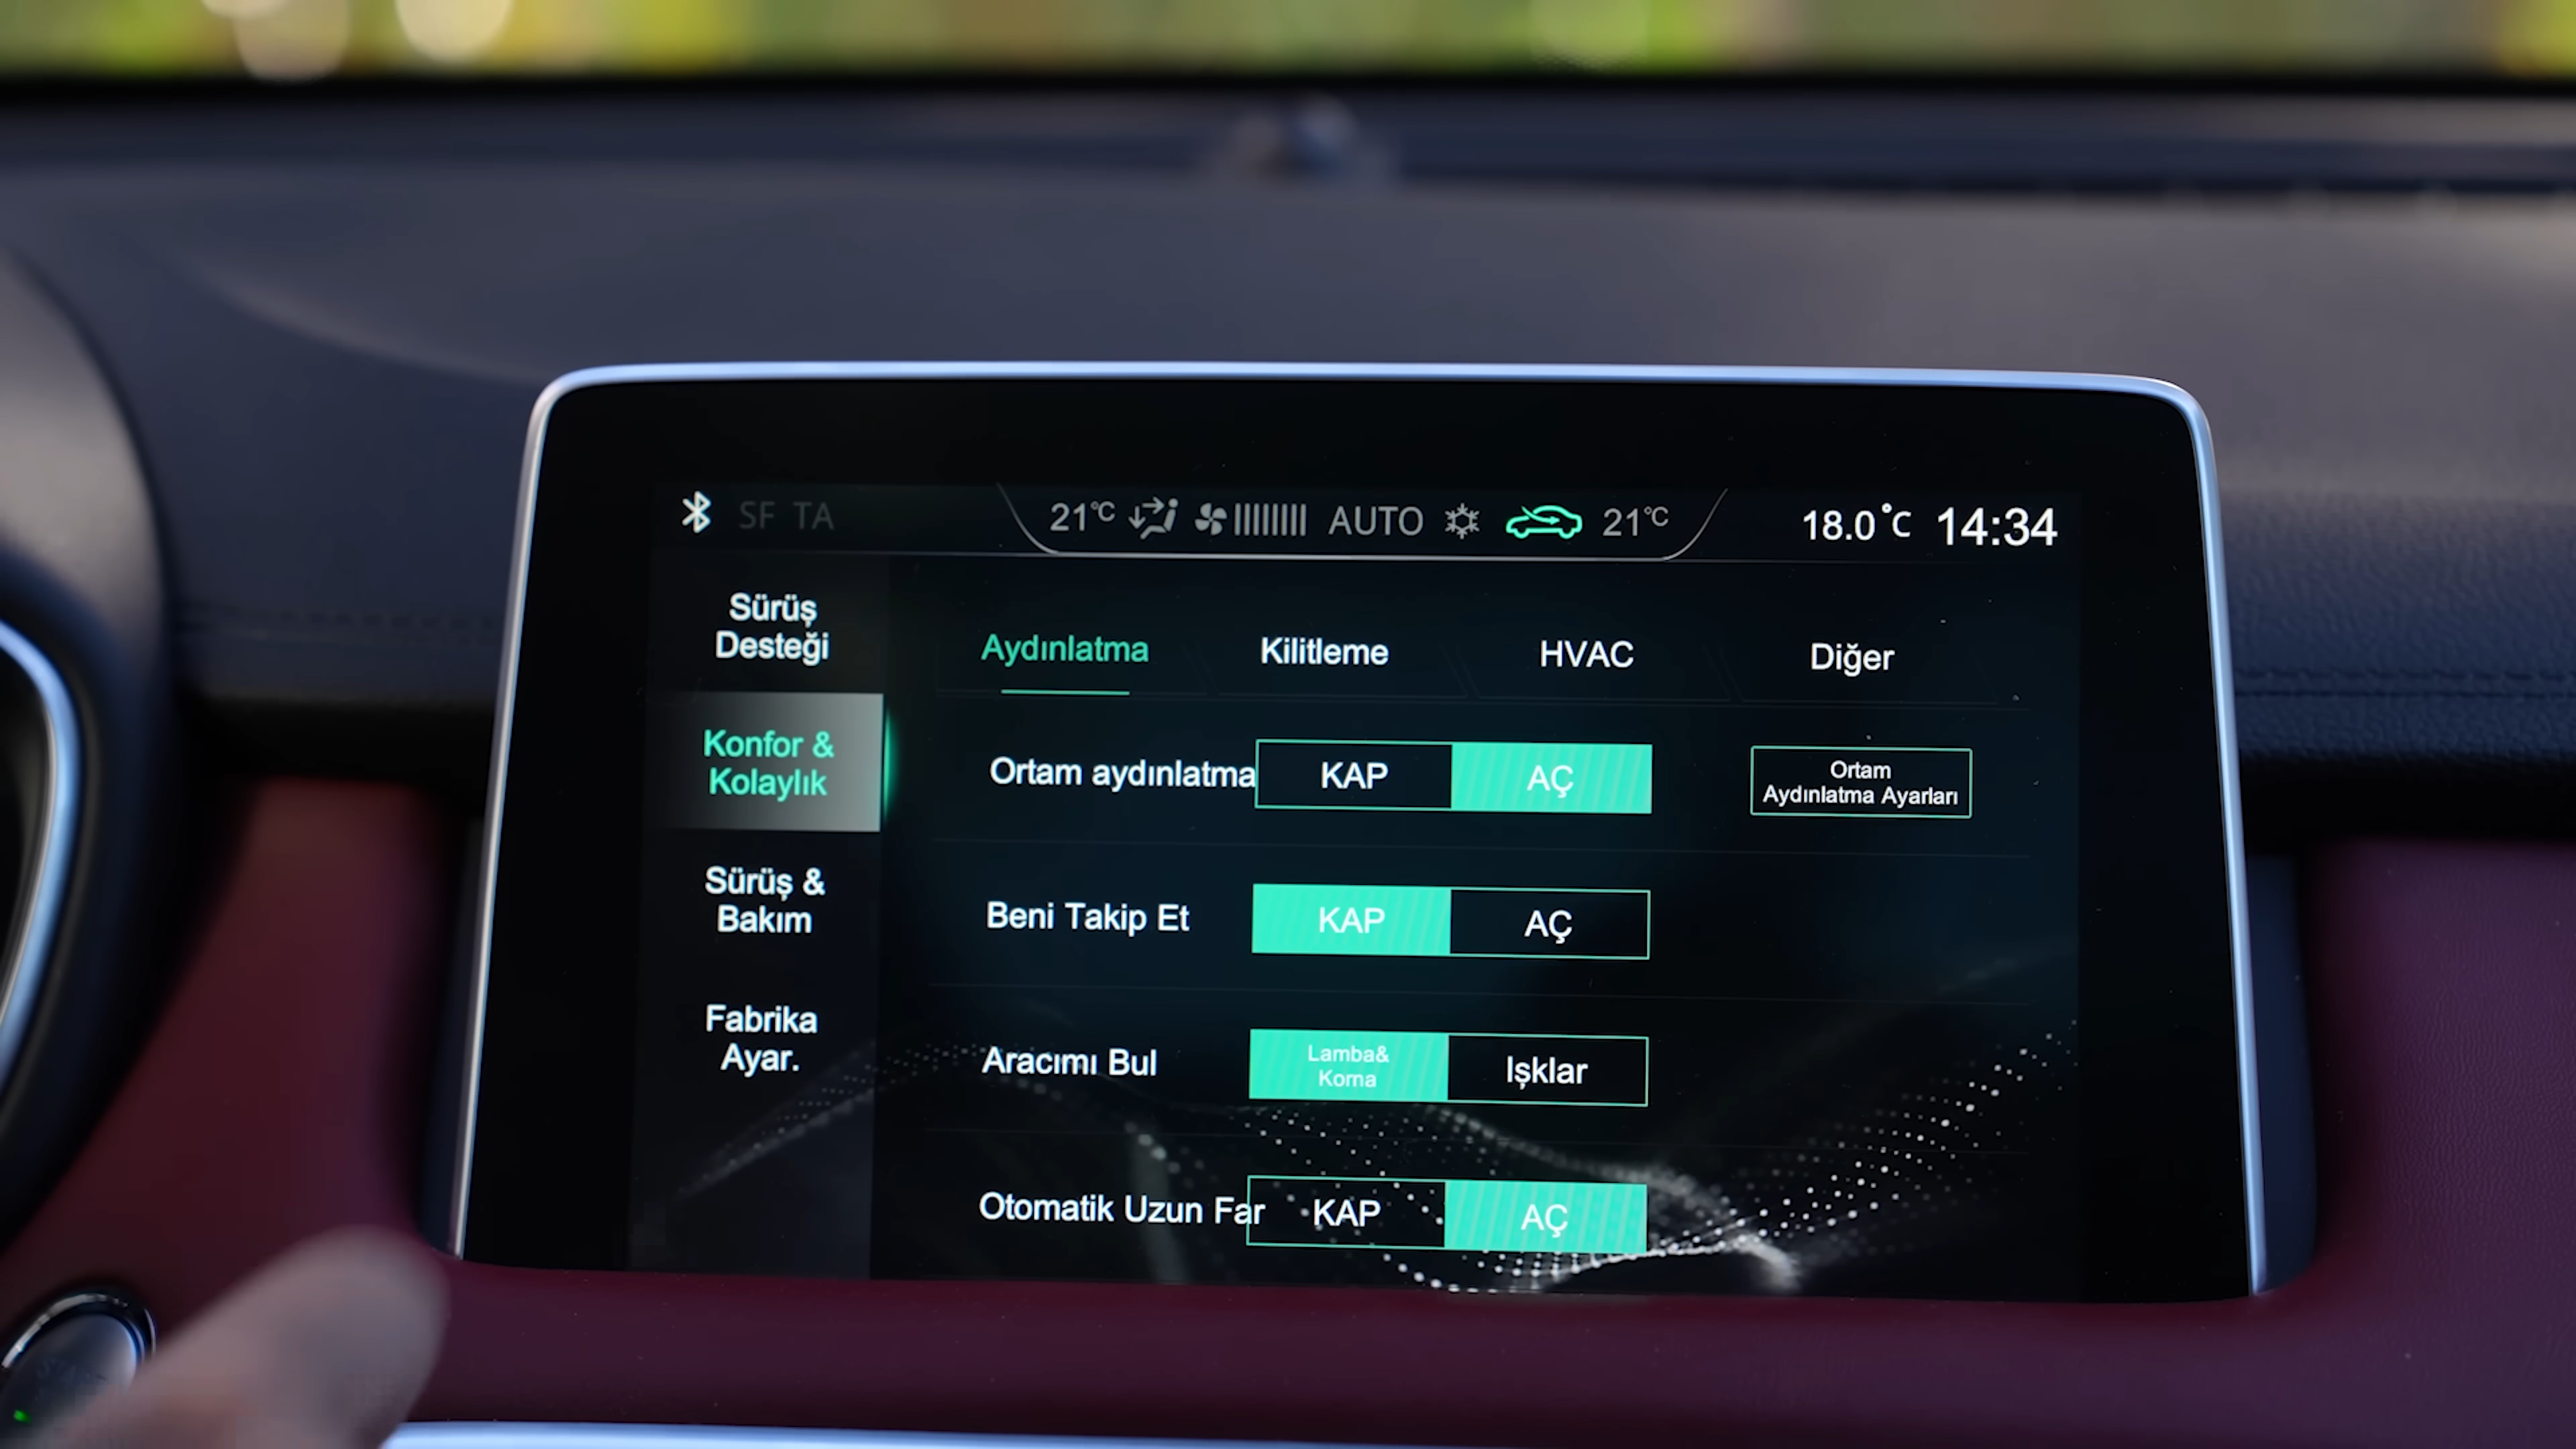 SF TA 21°C AUTO 21°C 18.0°C 14:34
Sürüş
Desteği
Konfor &
Kolaylık
Sürüş &
Bakım
Fabrika
Ayar.
Aydınlatma Kilitleme HVAC Diğer
Ortam aydınlatma KAP AÇ
Ortam
Aydınlatma Ayarları
Beni Takip Et KAP AÇ
Aracımı Bul
Lamba&
Korna
Işklar
Otomatik Uzun Far KAP AÇ